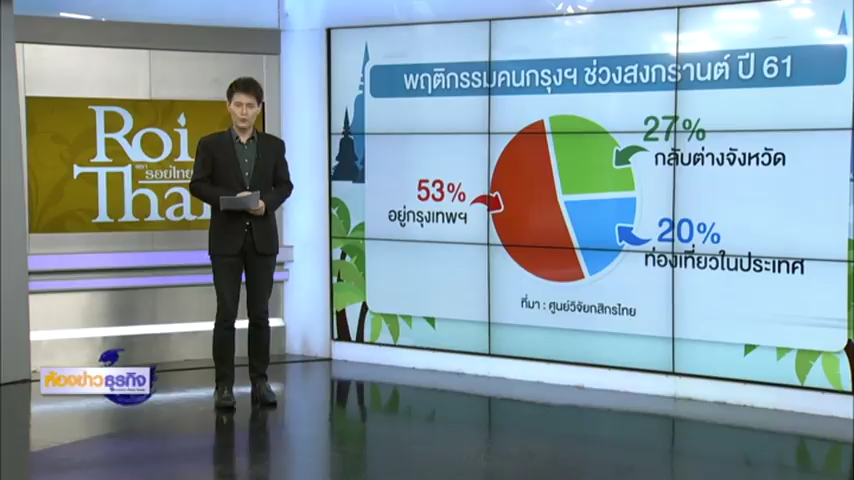 พฤติกรรมคนกรุงฯ ช่วงสงกรานต์ ปี 61
27%
กลับต่างจังหวัด
53%
อยู่กรุงเทพฯ
20%
ท่องเที่ยวในประเทศ
ที่มา : ศูนย์วิจัยกสิกรไทย
Roi
รอยไทย
Thai
ห้องข่าวธุรกิจ